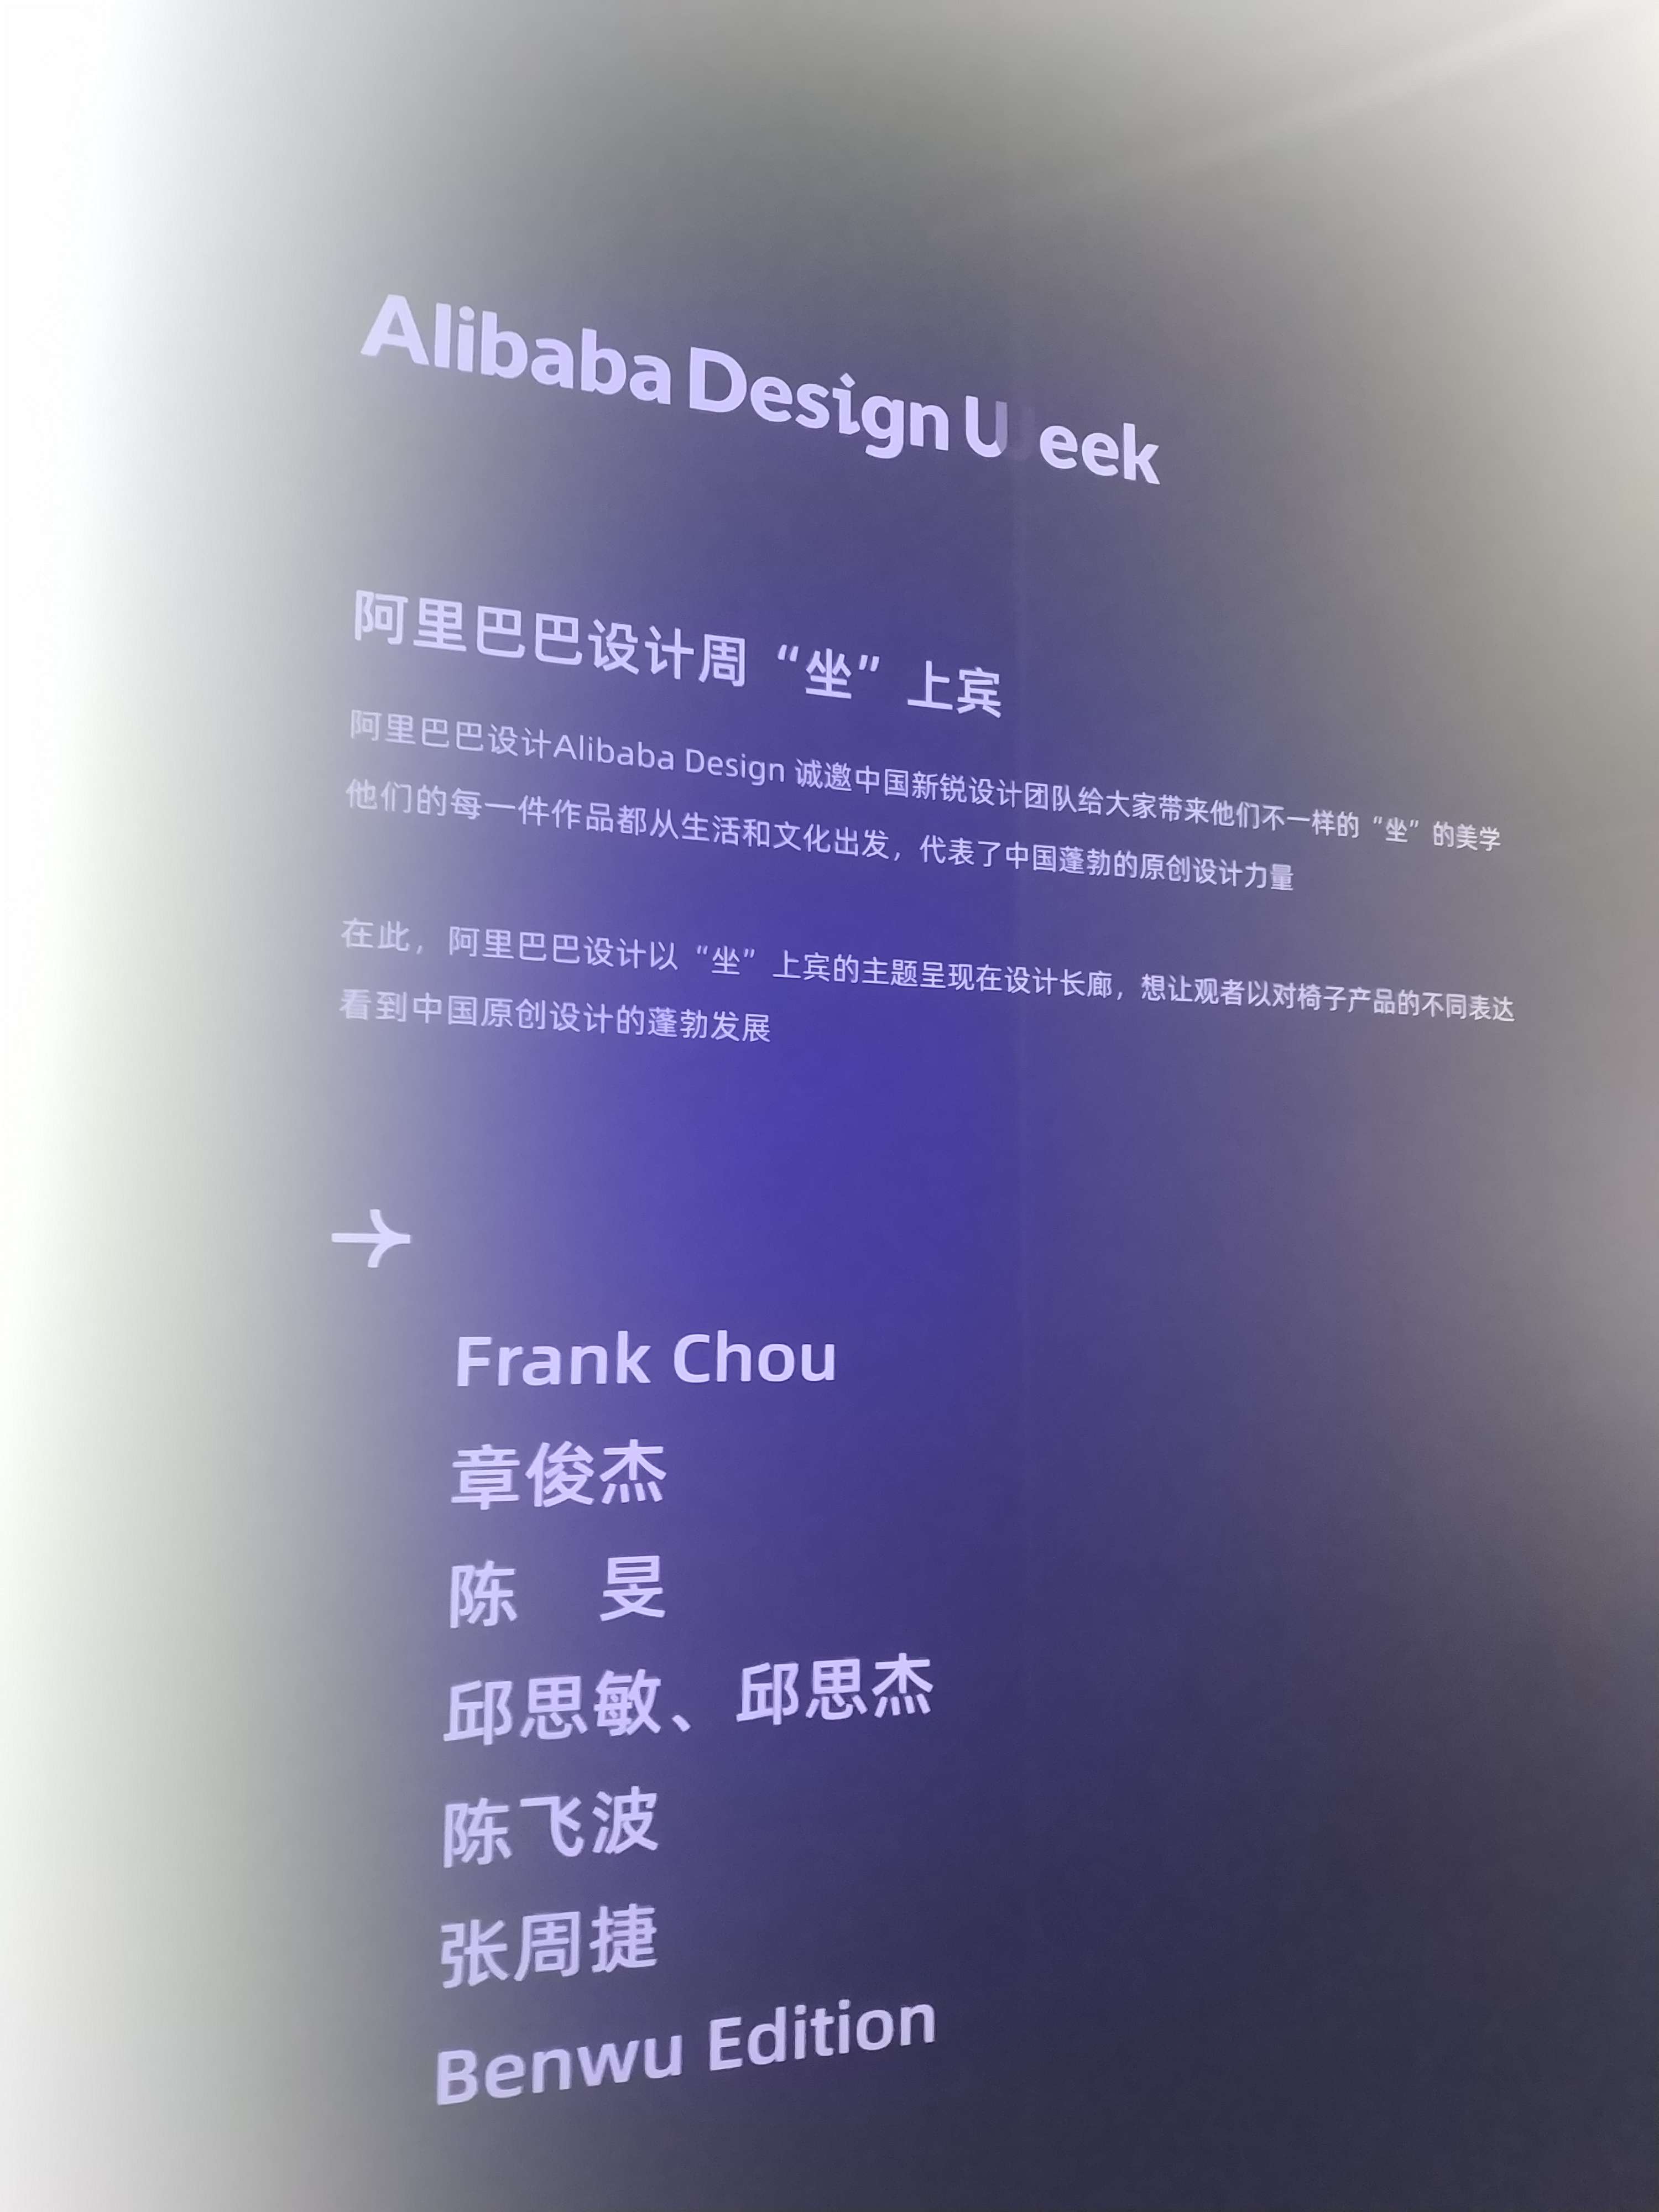 Alibaba Design Week
阿里巴巴设计周“坐”上宾
阿里巴巴设计Alibaba Design 诚邀中国新锐设计团队给大家带来他们不一样的“坐”的美学
他们的每一件作品都从生活和文化出发，代表了中国蓬勃的原创设计力量
在此，阿里巴巴设计以“坐”上宾的主题呈现在设计长廊，想让观者以对椅子产品的不同表达
看到中国原创设计的蓬勃发展
Frank Chou
章俊杰
陈 旻
邱思敏、邱思杰
陈飞波
张周捷
Benwu Edition